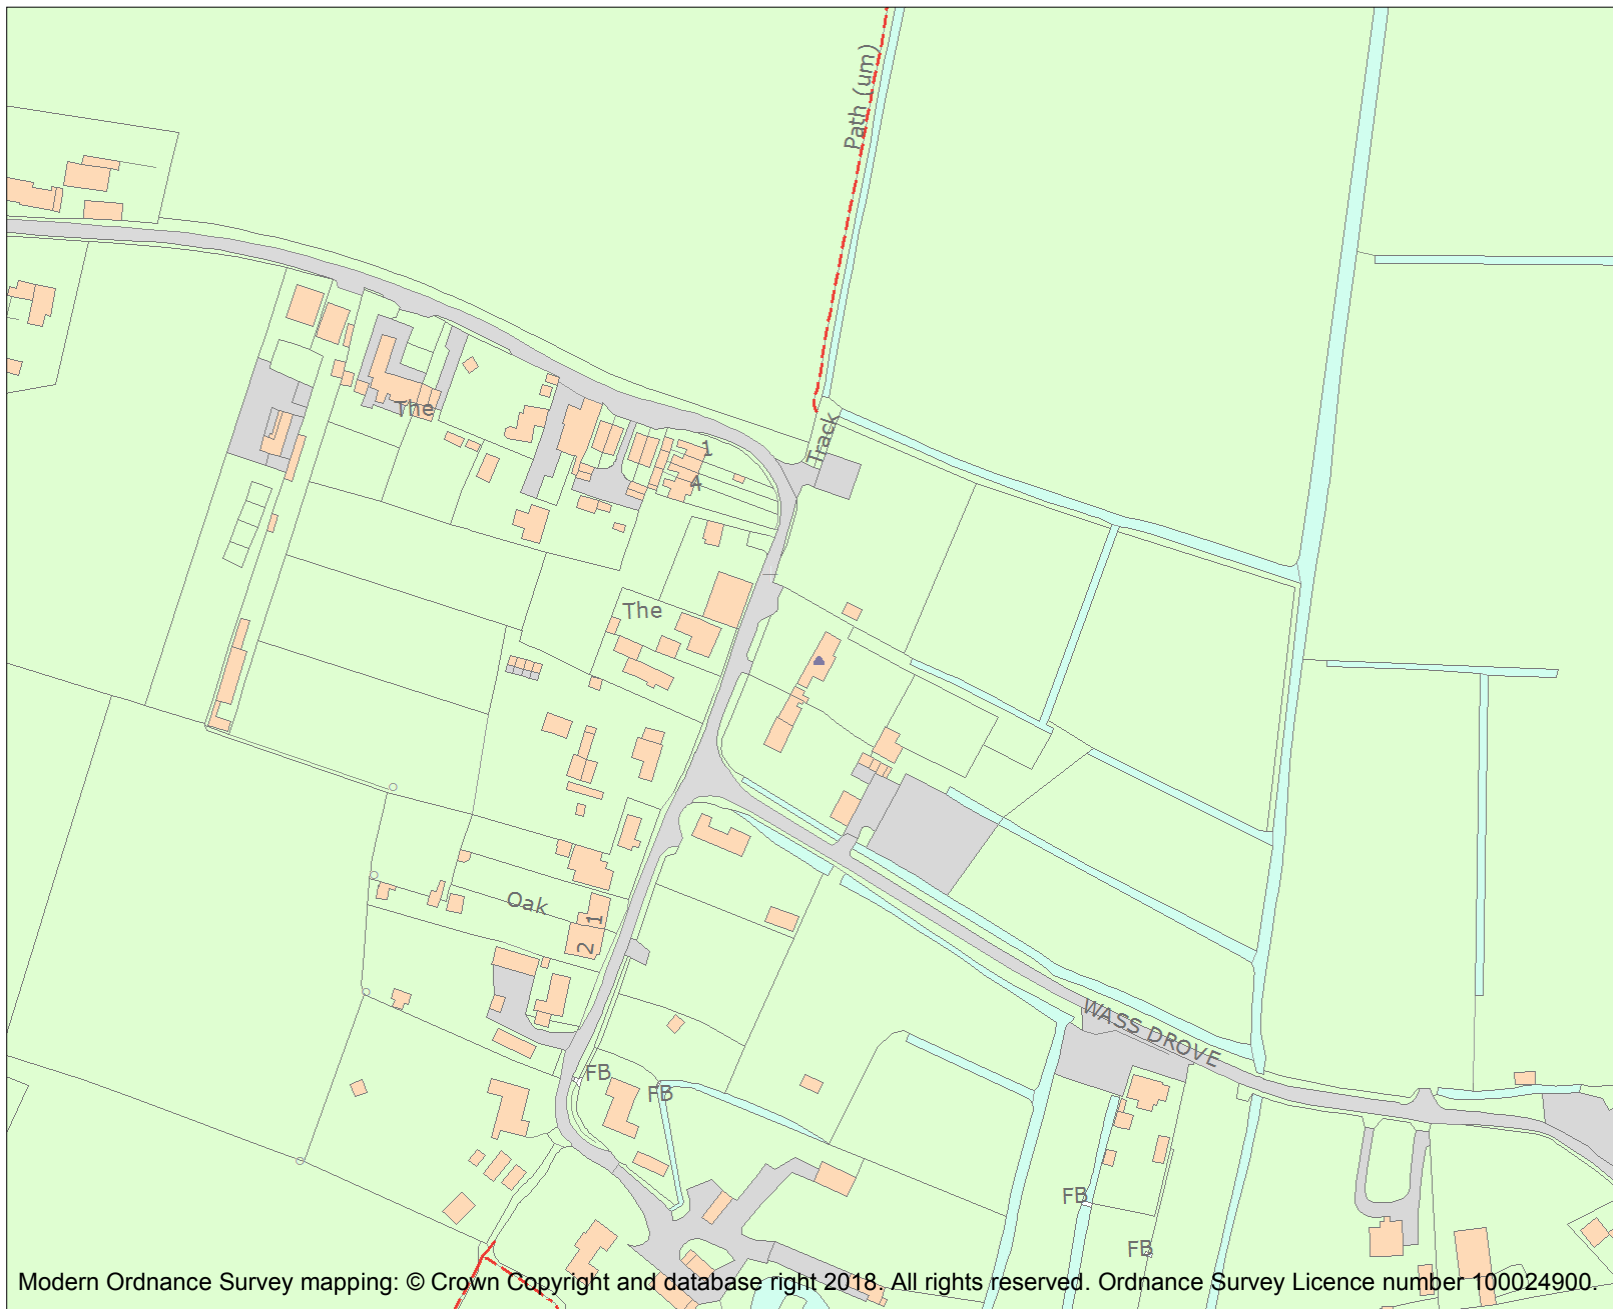 Path (um)
The
Track
1
4
The
Oak
1
2
WASS DROVE
FB
FB
FB
FB
Modern Ordnance Survey mapping: © Crown Copyright and database right 2018. All rights reserved. Ordnance Survey Licence number 100024900.